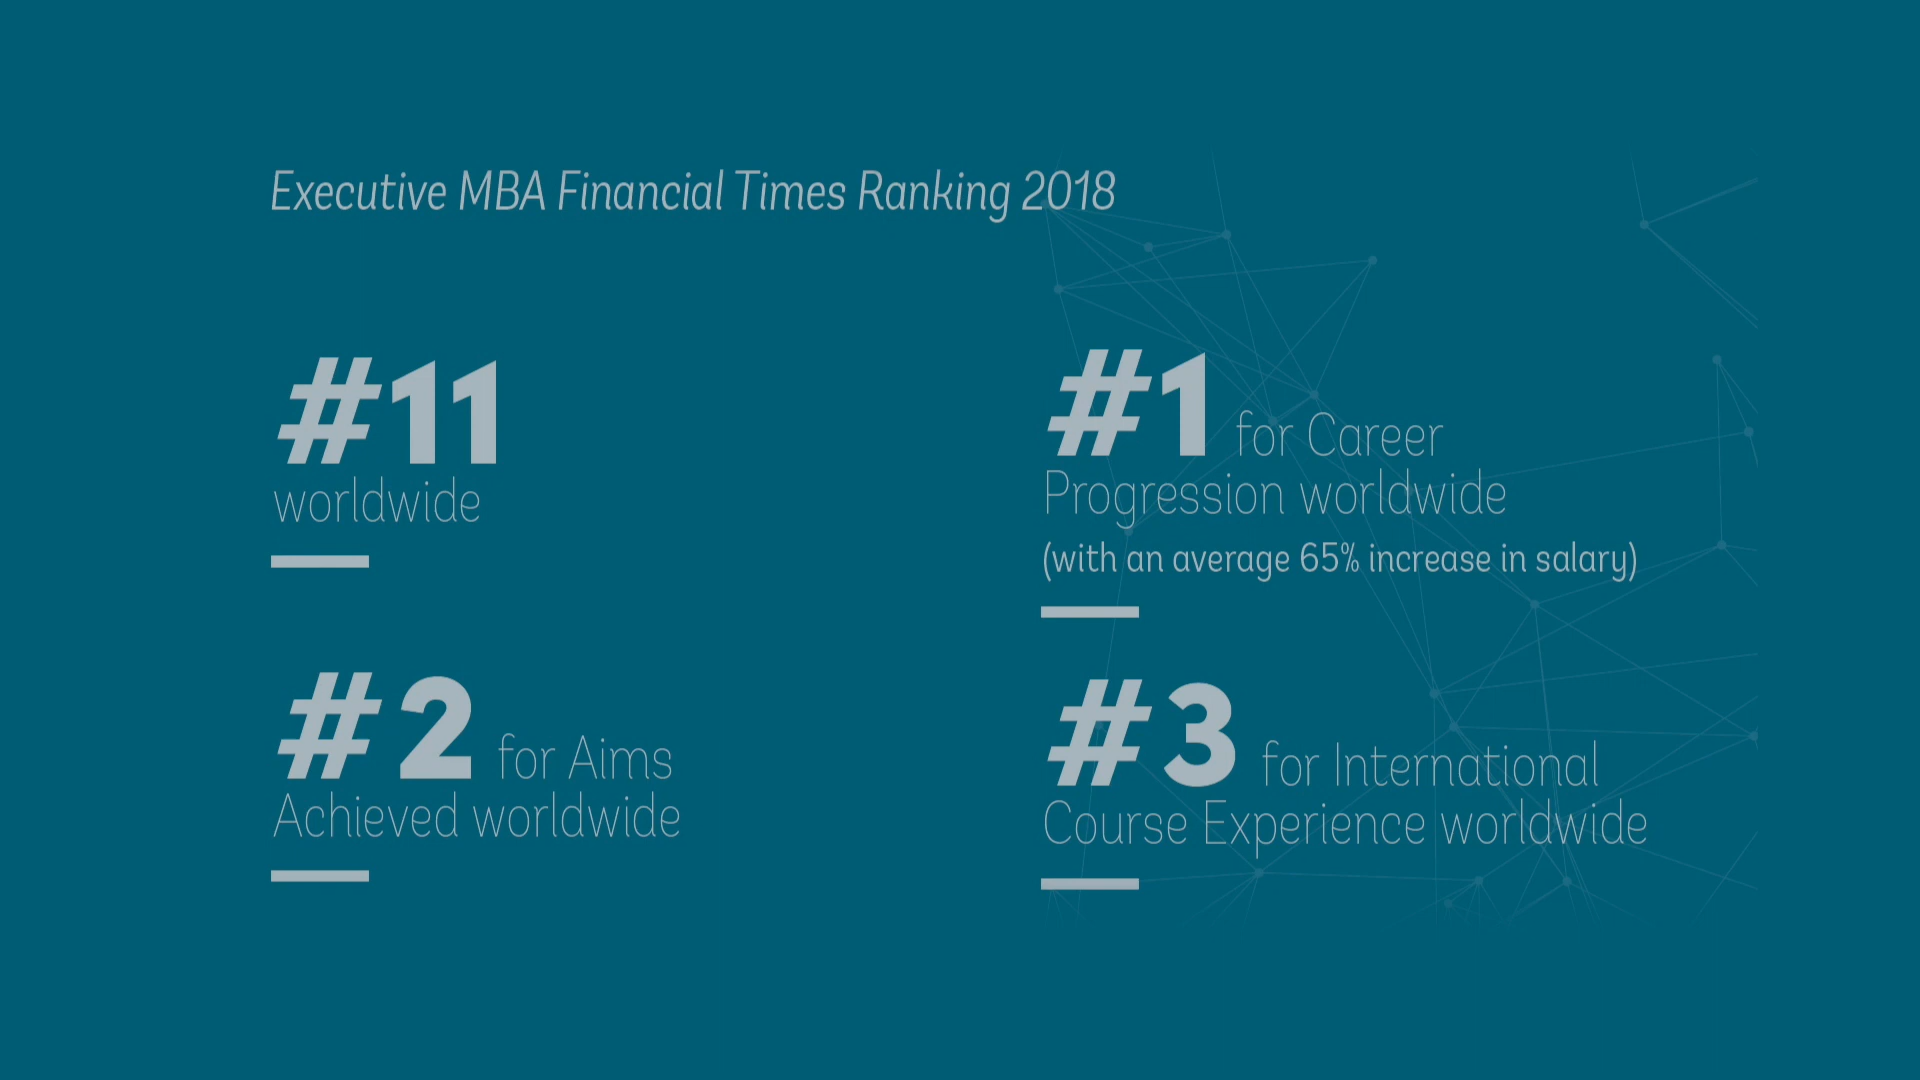 Executive MBA Financial Times Ranking 2018
#11
worldwide
#1 for Career
Progression worldwide
(with an average 65% increase in salary)
#2 for Aims
Achieved worldwide
#3 for International
Course Experience worldwide